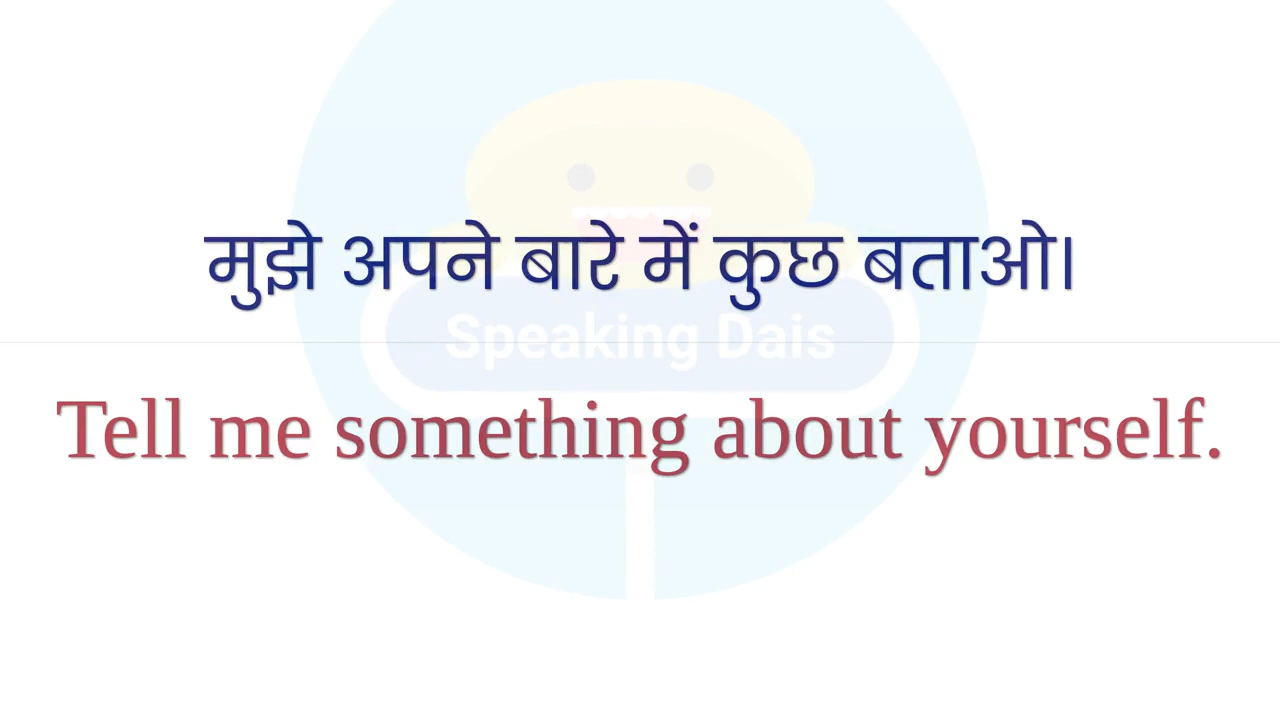 मुझे अपने बारे में कुछ बताओ।
Speaking Dais
Tell me something about yourself.